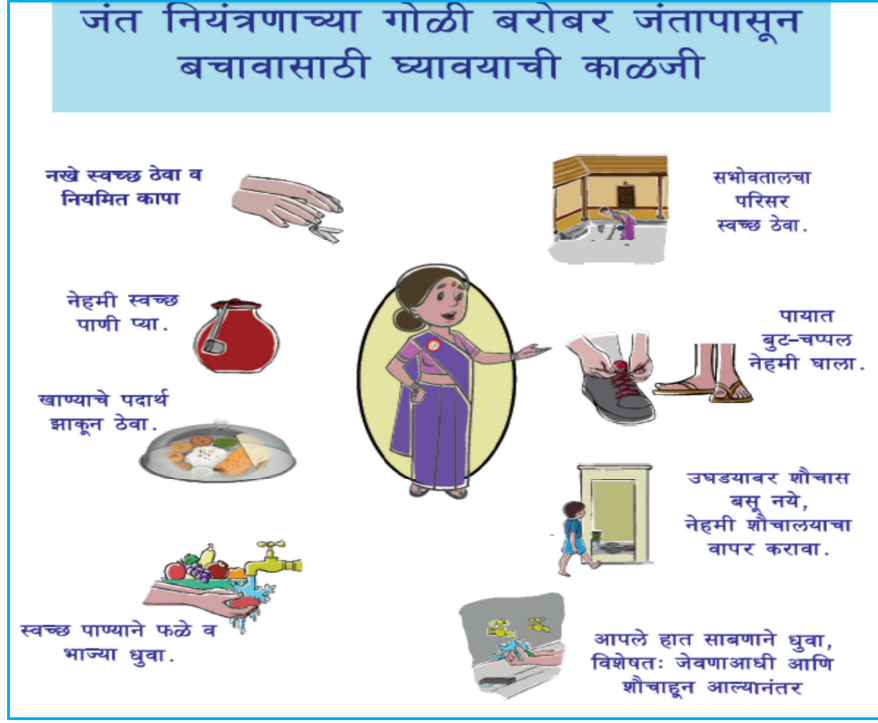 जंत नियंत्रणाच्या गोळी बरोबर जंतापासून
बचावासाठी घ्यावयाची काळजी
नखे स्वच्छ ठेवा व
नियमित कापा
नेहमी स्वच्छ
पाणी प्या.
खाण्याचे पदार्थ
झाकून ठेवा.
स्वच्छ पाण्याने फळे व
भाज्या धुवा.
सभोवतालचा
परिसर
स्वच्छ ठेवा.
पायात
बुट-चप्पल
नेहमी घाला.
उघडयावर शौचास
बसू नये,
नेहमी शौचालयाचा
वापर करावा.
आपले हात साबणाने धुवा,
विशेषतः जेवणाआधी आणि
शौचाहून आल्यानंतर